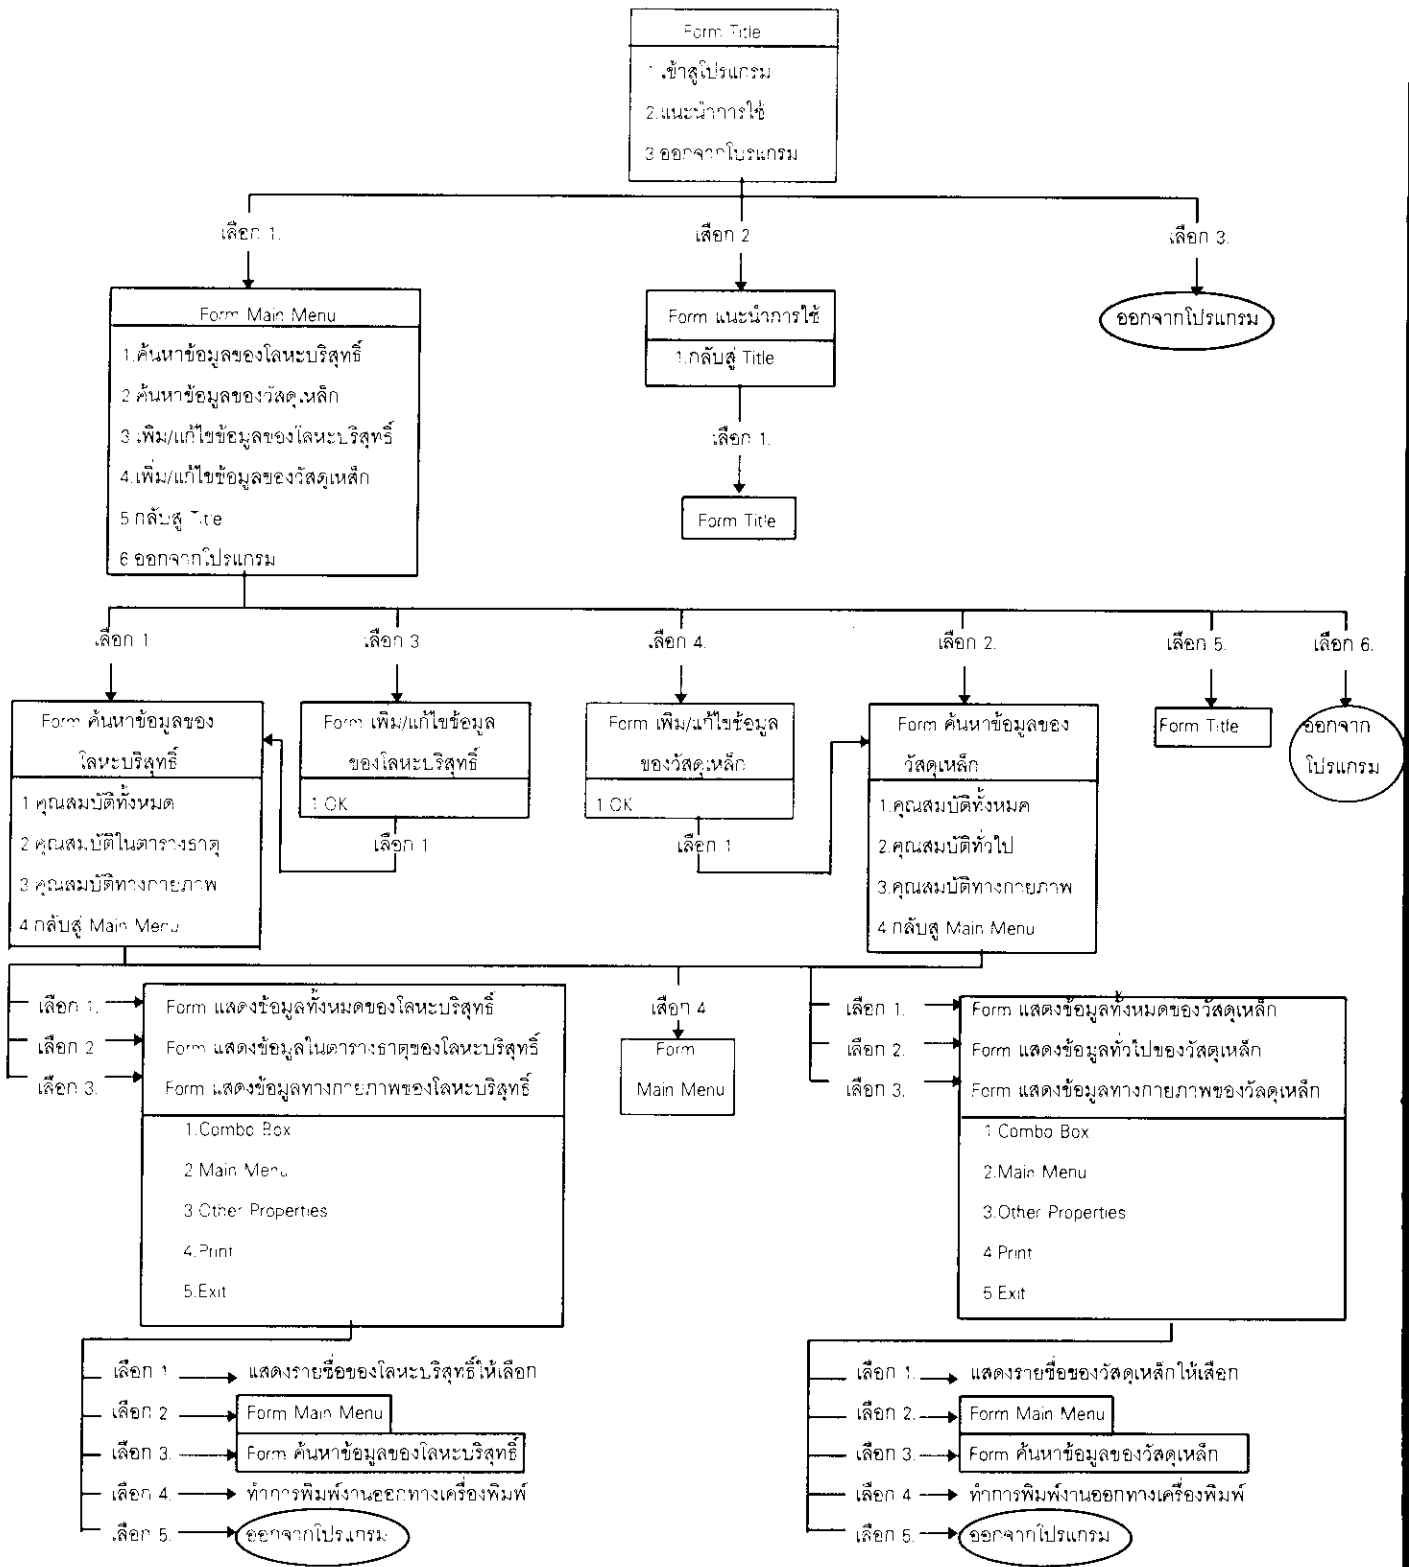 Form Title
1.เข้าสู่โปรแกรม
2.แนะนำการใช้
3.ออกจากโปรแกรม
เลือก 1.
เลือก 2
เลือก 3.
Form Main Menu
1.ค้นหาข้อมูลของโลหะบริสุทธิ์
2 ค้นหาข้อมูลของวัสดุเหล็ก
3 เพิ่ม/แก้ไขข้อมูลของโลหะบริสุทธิ์
4.เพิ่ม/แก้ไขข้อมูลของวัสดุเหล็ก
5 กลับสู่ Title
6 ออกจากโปรแกรม
Form แนะนำการใช้
1.กลับสู่ Title
ออกจากโปรแกรม
เลือก 1.
Form Title
เลือก 1
เลือก 3
เลือก 4.
เลือก 2.
เลือก 5.
เลือก 6.
Form ค้นหาข้อมูลของ
โลหะบริสุทธิ์
1 คุณสมบัติทั้งหมด
2 คุณสมบัติในตารางธาตุ
3 คุณสมบัติทางกายภาพ
4 กลับสู่ Main Menu
Form เพิ่ม/แก้ไขข้อมูล
ของโลหะบริสุทธิ์
1 OK
เลือก 1
Form เพิ่ม/แก้ไขข้อมูล
ของวัสดุเหล็ก
1 OK
เลือก 1
Form ค้นหาข้อมูลของ
วัสดุเหล็ก
1.คุณสมบัติทั้งหมด
2.คุณสมบัติทั่วไป
3.คุณสมบัติทางกายภาพ
4 กลับสู่ Main Menu
Form Title
ออกจาก
โปรแกรม
เลือก 1. Form แสดงข้อมูลทั้งหมดของโลหะบริสุทธิ์
เลือก 2 Form แสดงข้อมูลในตารางธาตุของโลหะบริสุทธิ์
เลือก 3. Form แสดงข้อมูลทางกายภาพของโลหะบริสุทธิ์
1.Combo Box
2 Main Menu
3 Other Properties
4.Print
5.Exit
เลือก 4
Form
Main Menu
เลือก 1. Form แสดงข้อมูลทั้งหมดของวัสดุเหล็ก
เลือก 2. Form แสดงข้อมูลทั่วไปของวัสดุเหล็ก
เลือก 3. Form แสดงข้อมูลทางกายภาพของวัสดุเหล็ก
1 Combo Box
2.Main Menu
3.Other Properties
4 Print
5 Exit
เลือก 1 แสดงรายชื่อของโลหะบริสุทธิ์ให้เลือก
เลือก 2 Form Main Menu
เลือก 3. Form ค้นหาข้อมูลของโลหะบริสุทธิ์
เลือก 4. ทำการพิมพ์งานออกทางเครื่องพิมพ์
เลือก 5. ออกจากโปรแกรม
เลือก 1. แสดงรายชื่อของวัสดุเหล็กให้เลือก
เลือก 2. Form Main Menu
เลือก 3. Form ค้นหาข้อมูลของวัสดุเหล็ก
เลือก 4 ทำการพิมพ์งานออกทางเครื่องพิมพ์
เลือก 5. ออกจากโปรแกรม